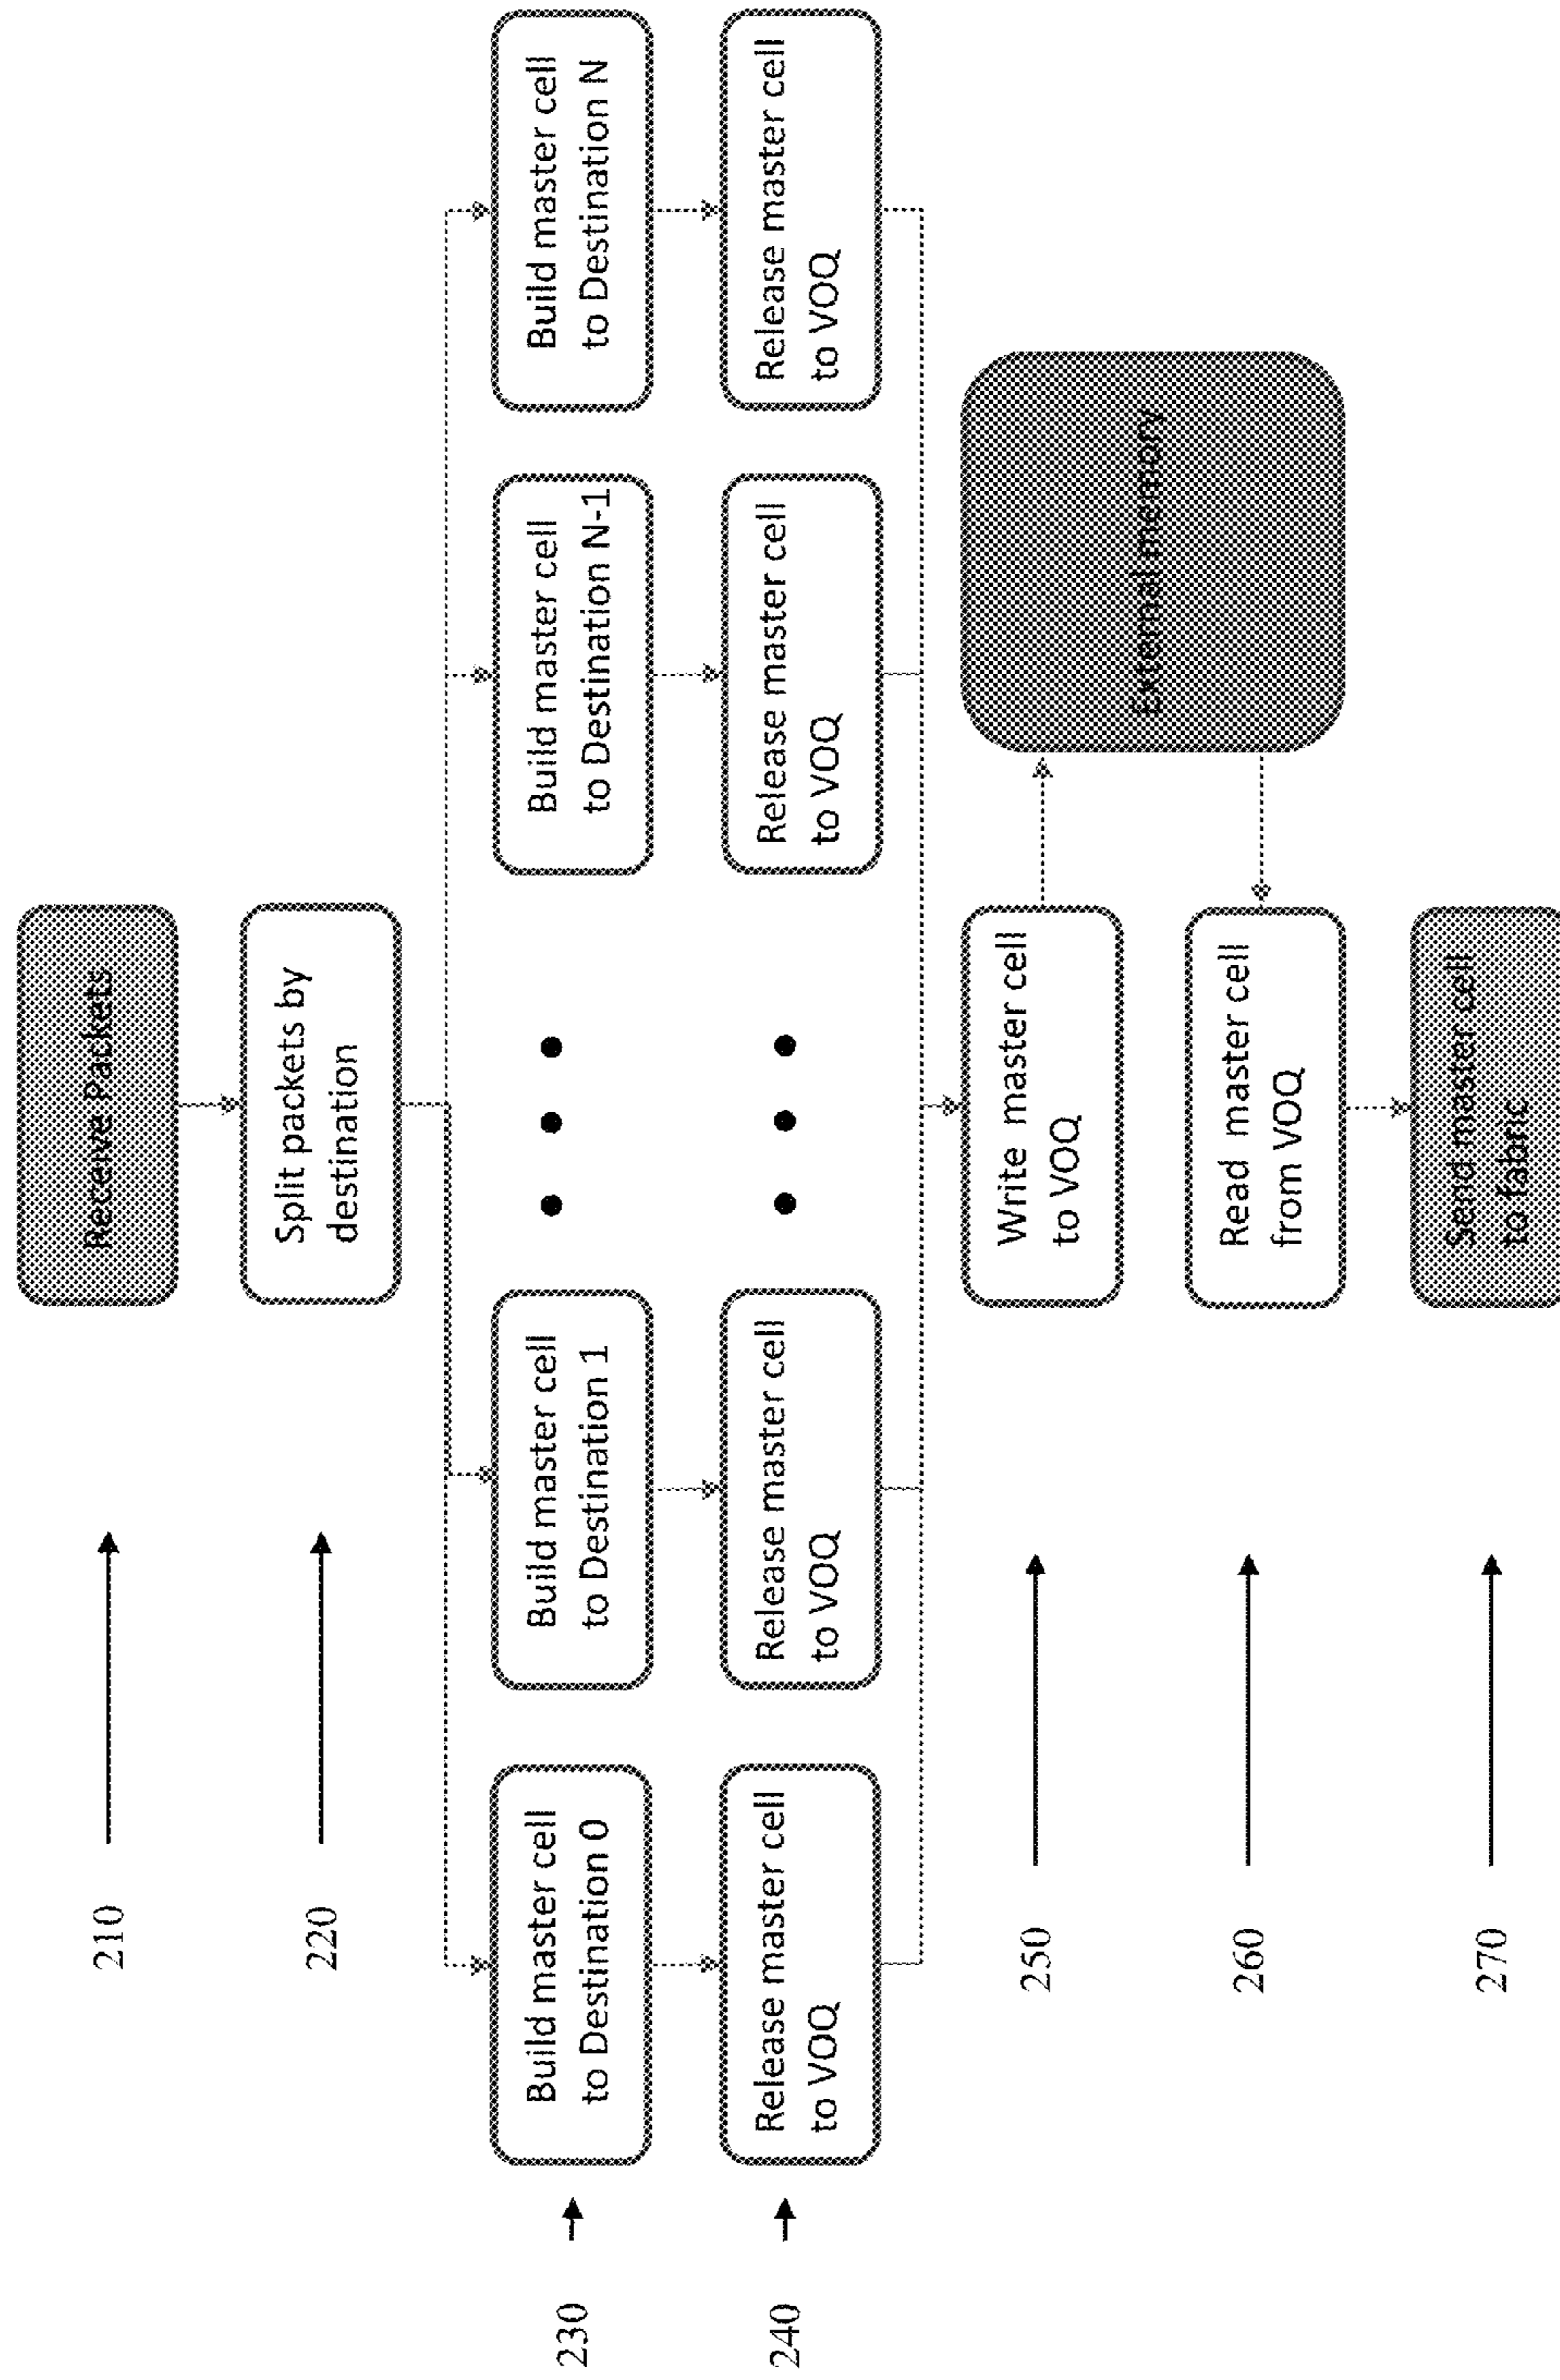 210
Receive Packets
220
Split packets by
destination
230
Build master cell
to Destination 0
Build master cell
to Destination 1
Build master cell
to Destination N-1
Build master cell
to Destination N
240
Release master cell
to VOQ
Release master cell
to VOQ
Release master cell
to VOQ
Release master cell
to VOQ
250
Write master cell
to VOQ
External memory
260
Read master cell
from VOQ
270
Send master cell
to fabric